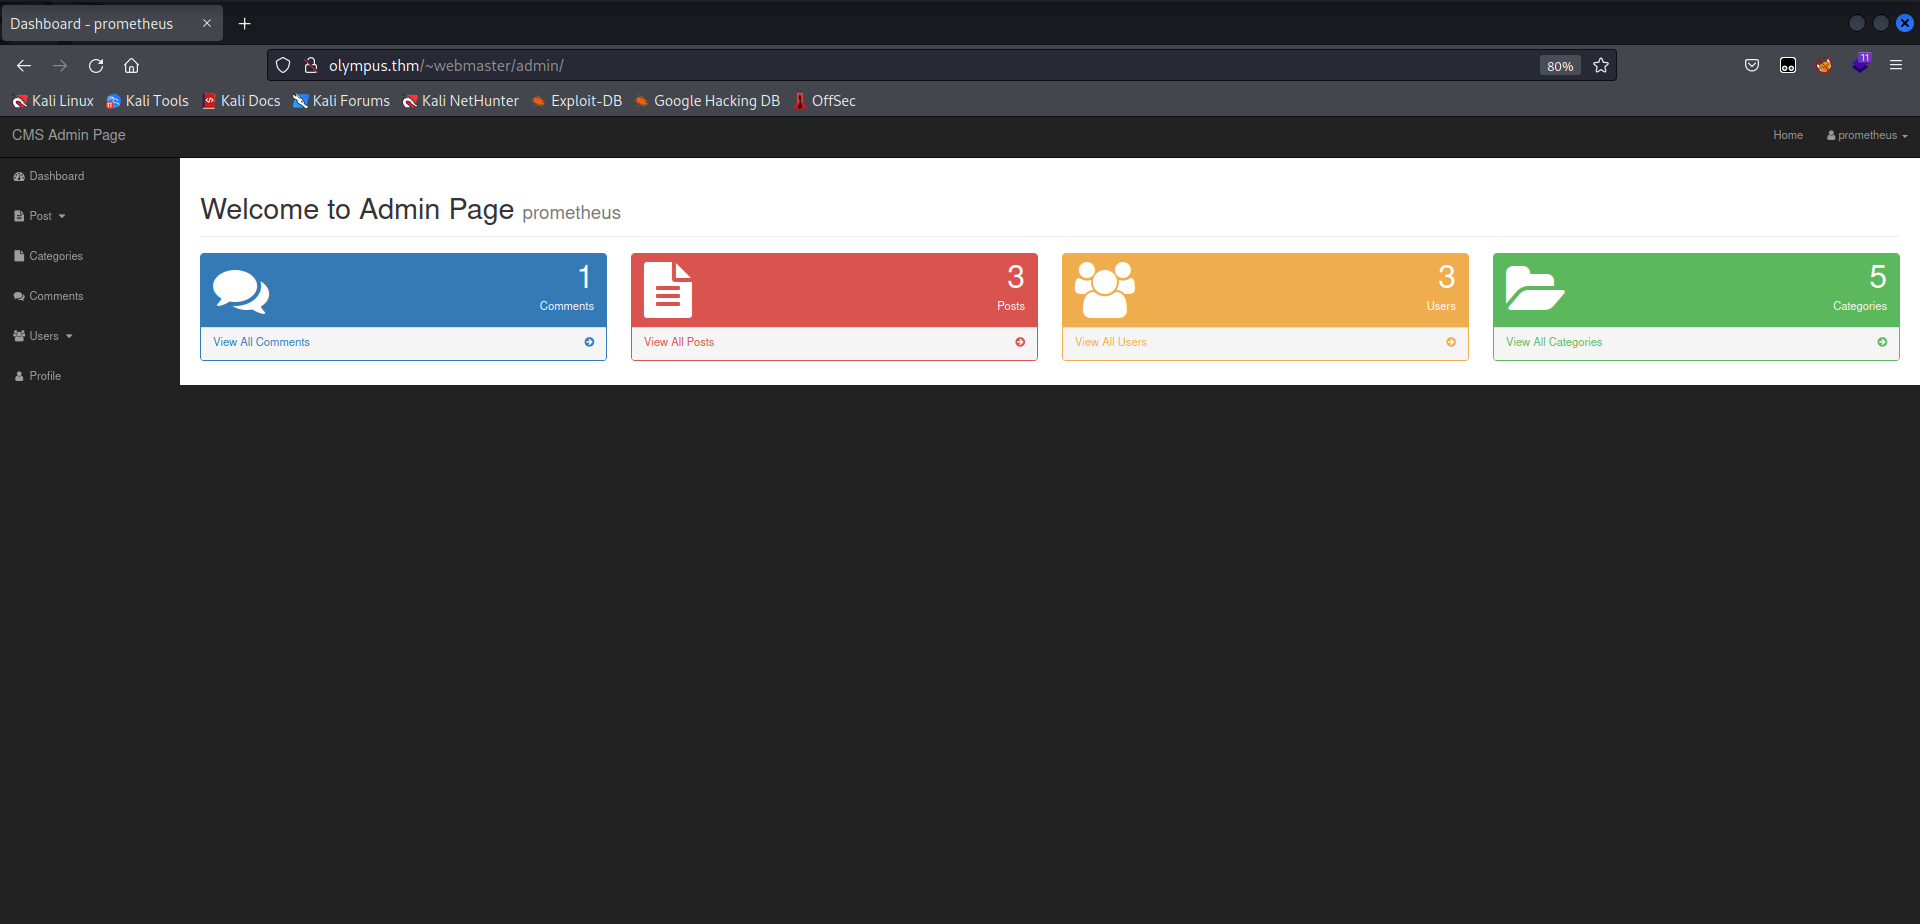 Dashboard - prometheus
olympus.thm/~webmaster/admin/
80%
11
Kali Linux Kali Tools Kali Docs Kali Forums Kali NetHunter Exploit-DB Google Hacking DB OffSec
CMS Admin Page
Home prometheus
Dashboard
Post
Categories
Comments
Users
Profile
Welcome to Admin Page prometheus
1
Comments
View All Comments
3
Posts
View All Posts
3
Users
View All Users
5
Categories
View All Categories